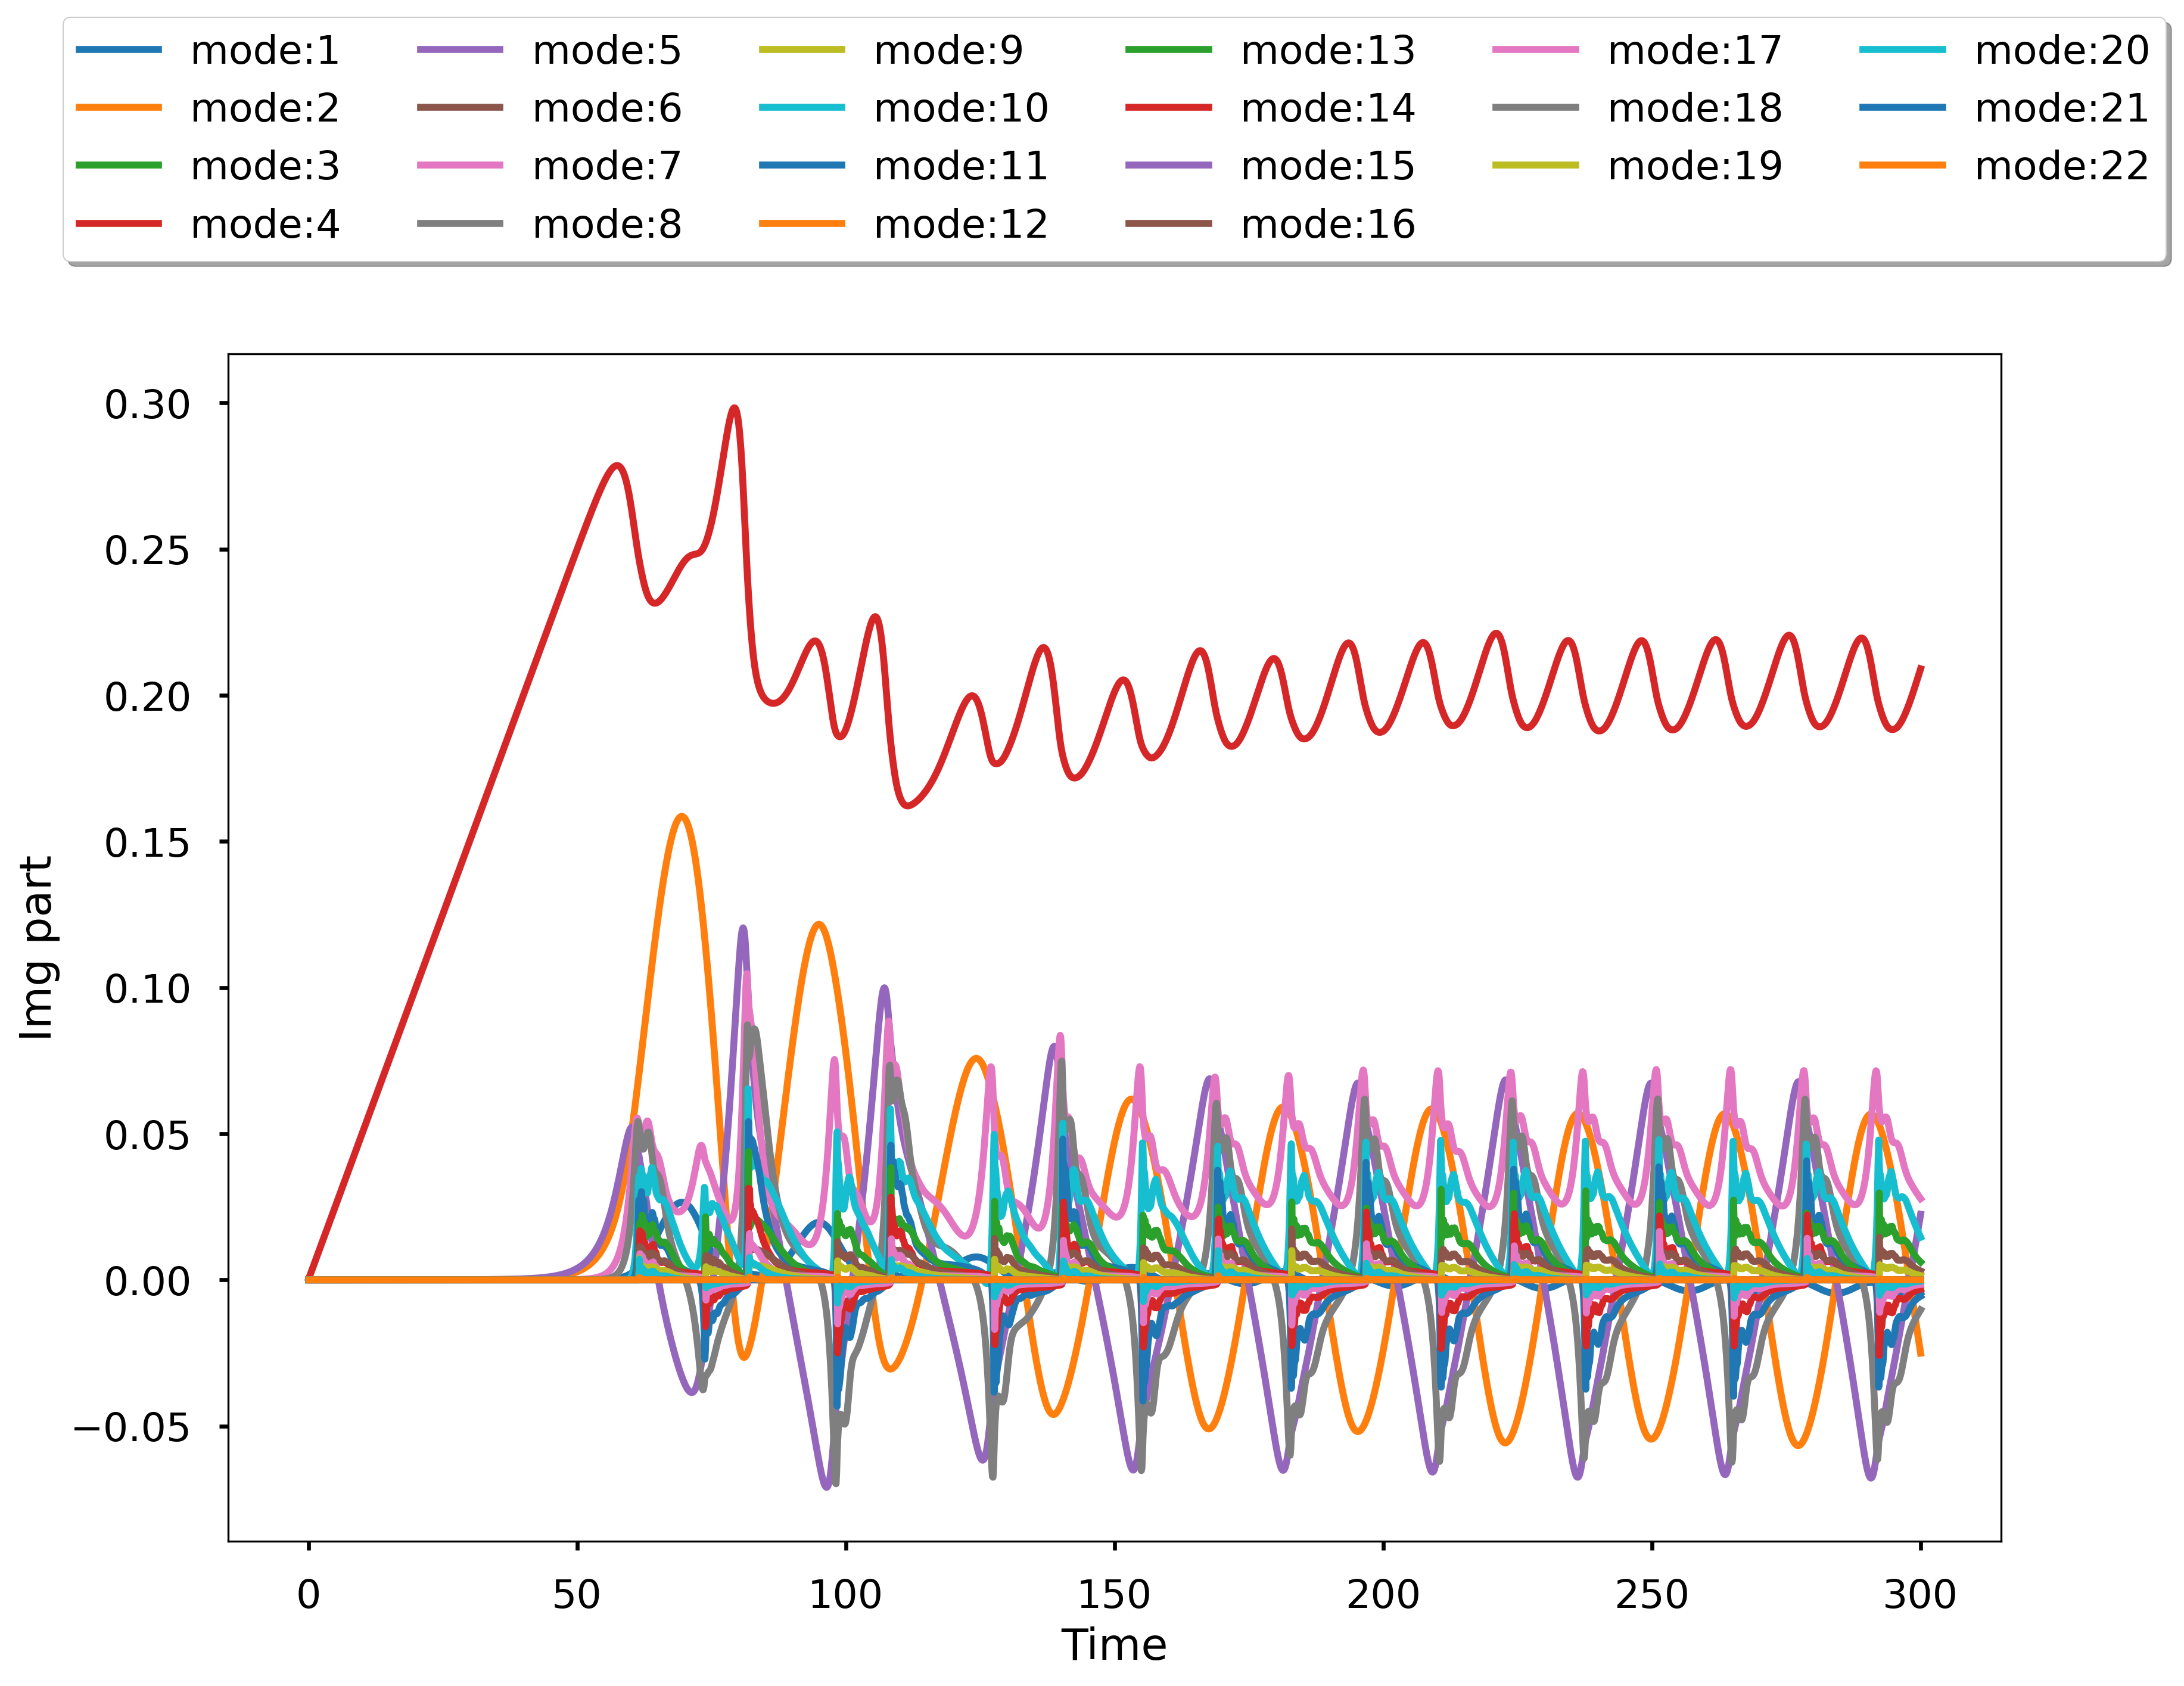 mode:1 mode:5 mode:9 mode:13 mode:17 mode:20
mode:2 mode:6 mode:10 mode:14 mode:18 mode:21
mode:3 mode:7 mode:11 mode:15 mode:19 mode:22
mode:4 mode:8 mode:12 mode:16
0.30
0.25
0.20
0.15
0.10
0.05
0.00
−0.05
Img part
0 50 100 150 200 250 300
Time